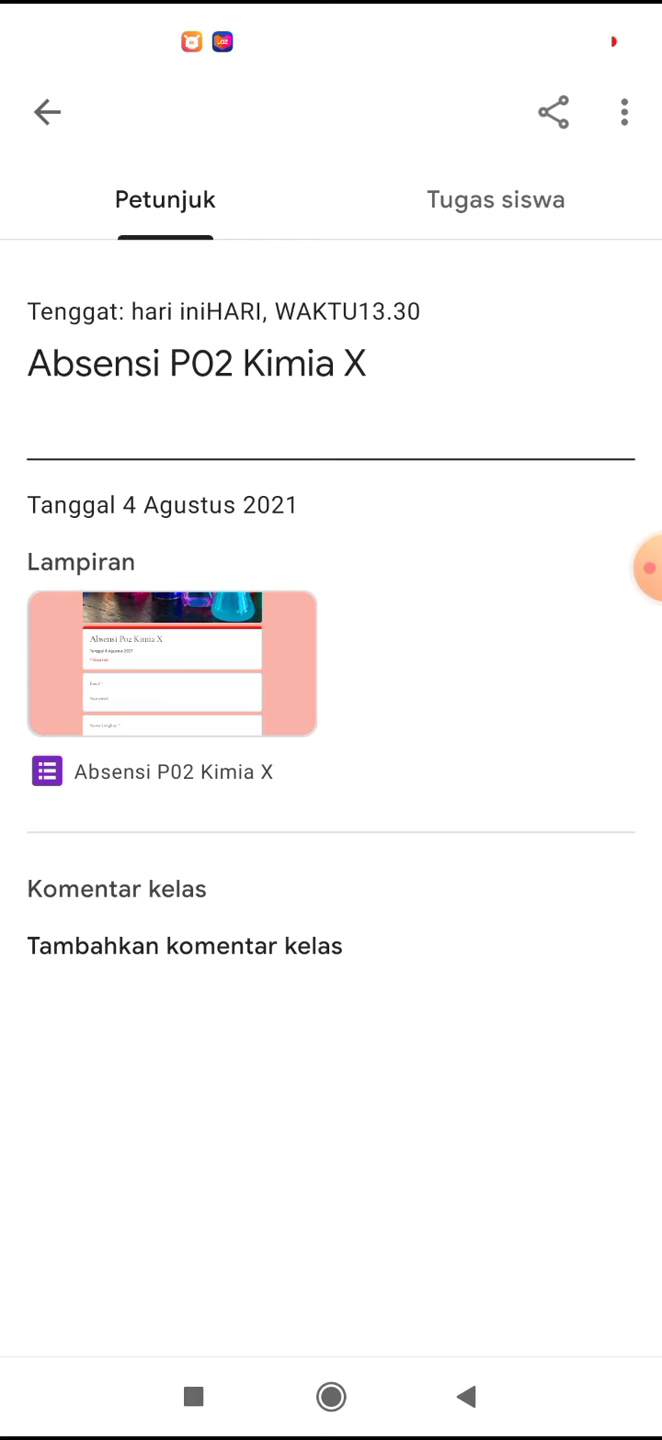 Petunjuk
Tugas siswa
Tenggat: hari iniHARI, WAKTU13.30
Absensi P02 Kimia X
Tanggal 4 Agustus 2021
Lampiran
Absensi P02 Kimia X
Tanggal 4 Agustus 2021
Email *
Absensi P02 Kimia X
Komentar kelas
Tambahkan komentar kelas